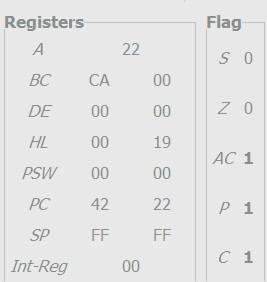 Registers Flag
A 22 S 0
BC CA 00
DE 00 00 Z 0
HL 00 19 AC 1
PSW 00 00
PC 42 22 P 1
SP FF FF
Int-Reg 00 C 1